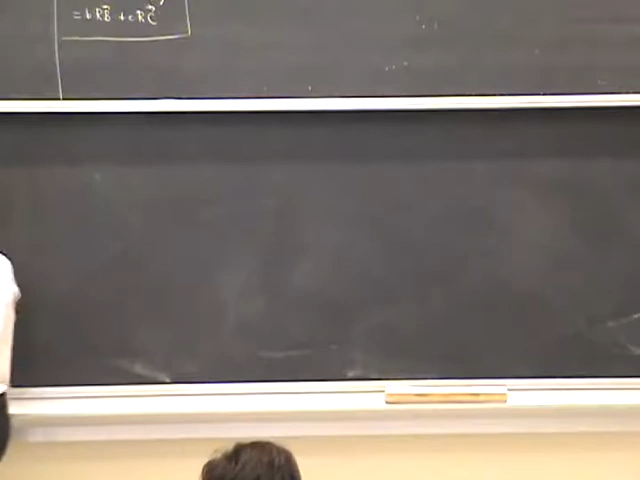 = bRB⃗ + cRC⃗